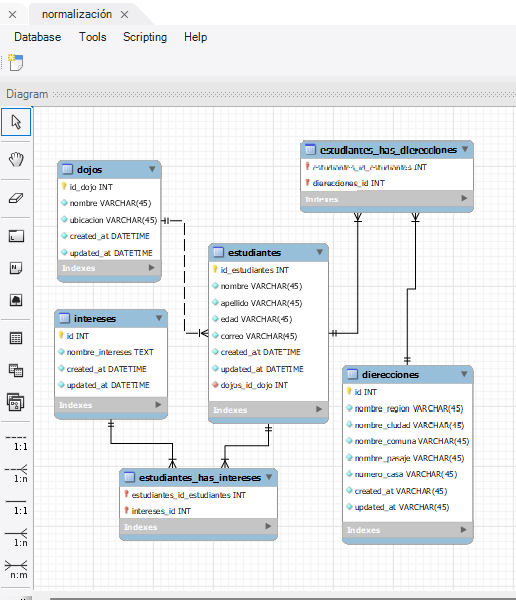 normalización
Database Tools Scripting Help
Diagram
dojos
id_dojo INT
nombre VARCHAR(45)
ubicacion VARCHAR(45)
created_at DATETIME
updated_at DATETIME
Indexes
estudiantes_has_dierecciones
estudiantes_id_estudiantes INT
dierecciones_id INT
Indexes
estudiantes
id_estudiantes INT
nombre VARCHAR(45)
apellido VARCHAR(45)
edad VARCHAR(45)
correo VARCHAR(45)
created_at DATETIME
updated_at DATETIME
dojos_id_dojo INT
Indexes
intereses
id INT
nombre_intereses TEXT
created_at DATETIME
updated_at DATETIME
Indexes
dierecciones
id INT
nombre_region VARCHAR(45)
nombre_ciudad VARCHAR(45)
nombre_comuna VARCHAR(45)
nombre_pasaje VARCHAR(45)
numero_casa VARCHAR(45)
created_at VARCHAR(45)
updated_at VARCHAR(45)
Indexes
estudiantes_has_intereses
estudiantes_id_estudiantes INT
intereses_id INT
Indexes
1:1
1:n
1:1
1:n
n:m